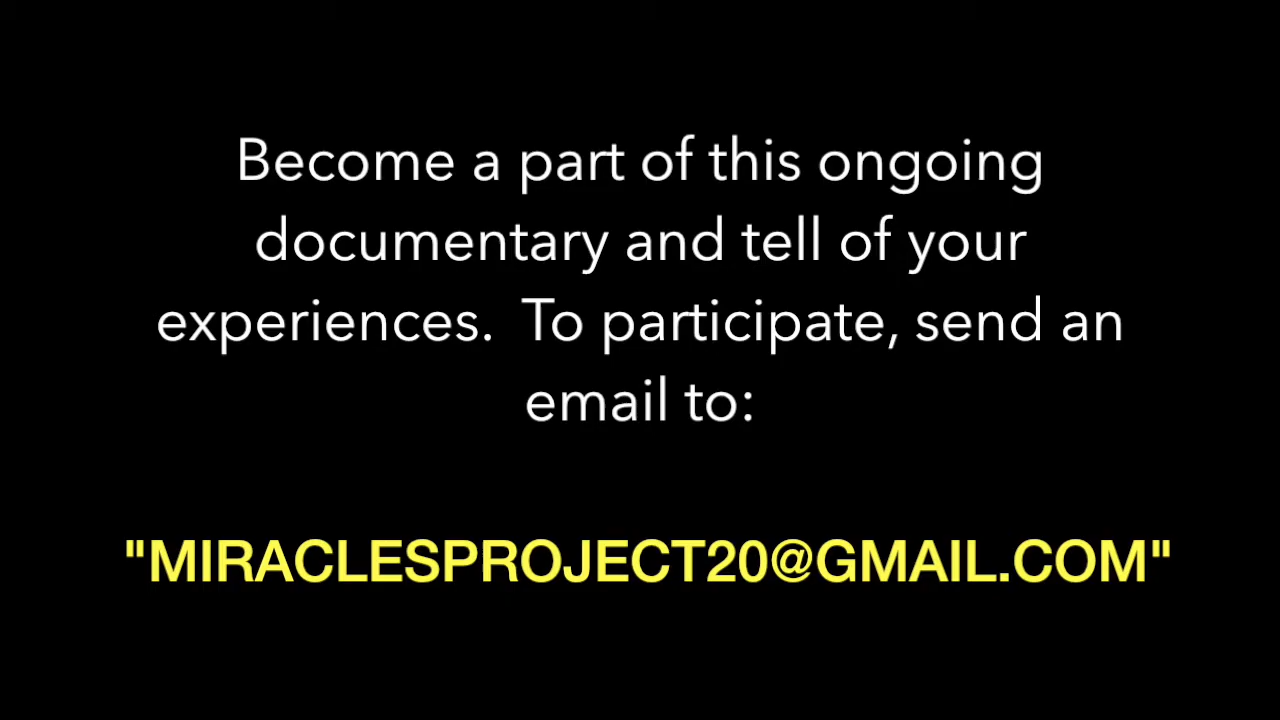 Become a part of this ongoing
documentary and tell of your
experiences.  To participate, send an
email to:
"MIRACLESPROJECT20@GMAIL.COM"